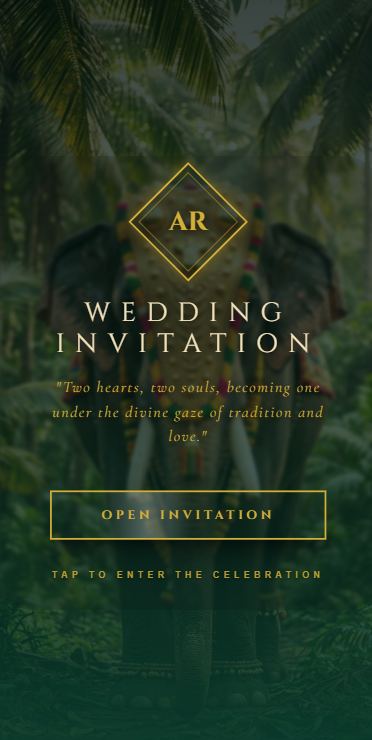 AR
WEDDING
INVITATION
"Two hearts, two souls, becoming one
under the divine gaze of tradition and
love."
OPEN INVITATION
TAP TO ENTER THE CELEBRATION